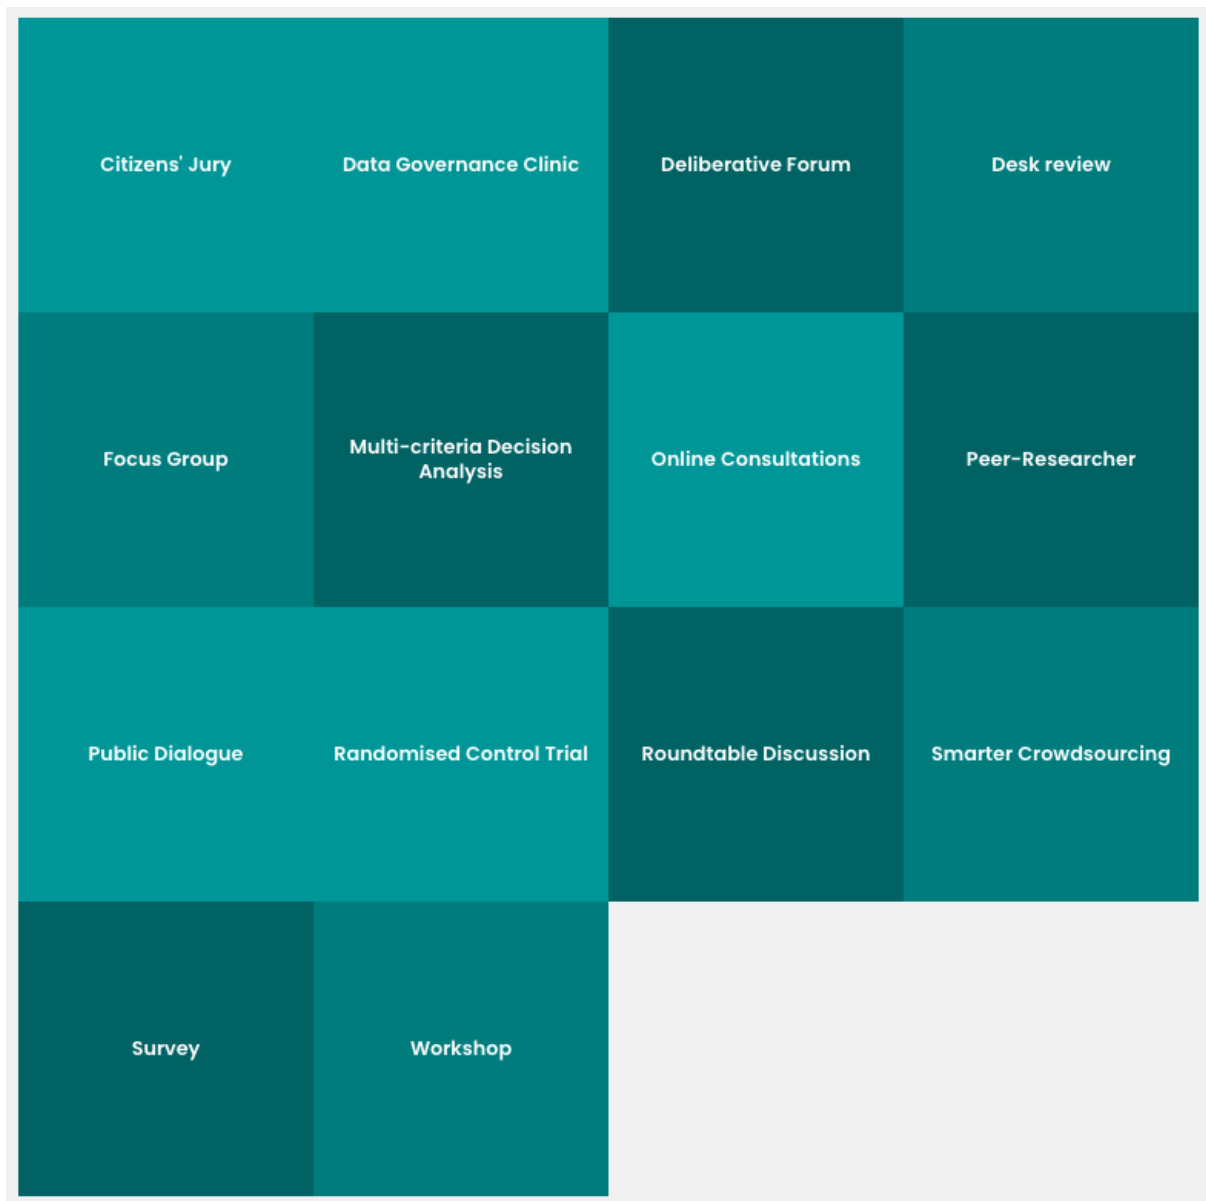 Citizens' Jury
Data Governance Clinic
Deliberative Forum
Desk review
Focus Group
Multi-criteria Decision
Analysis
Online Consultations
Peer-Researcher
Public Dialogue
Randomised Control Trial
Roundtable Discussion
Smarter Crowdsourcing
Survey
Workshop